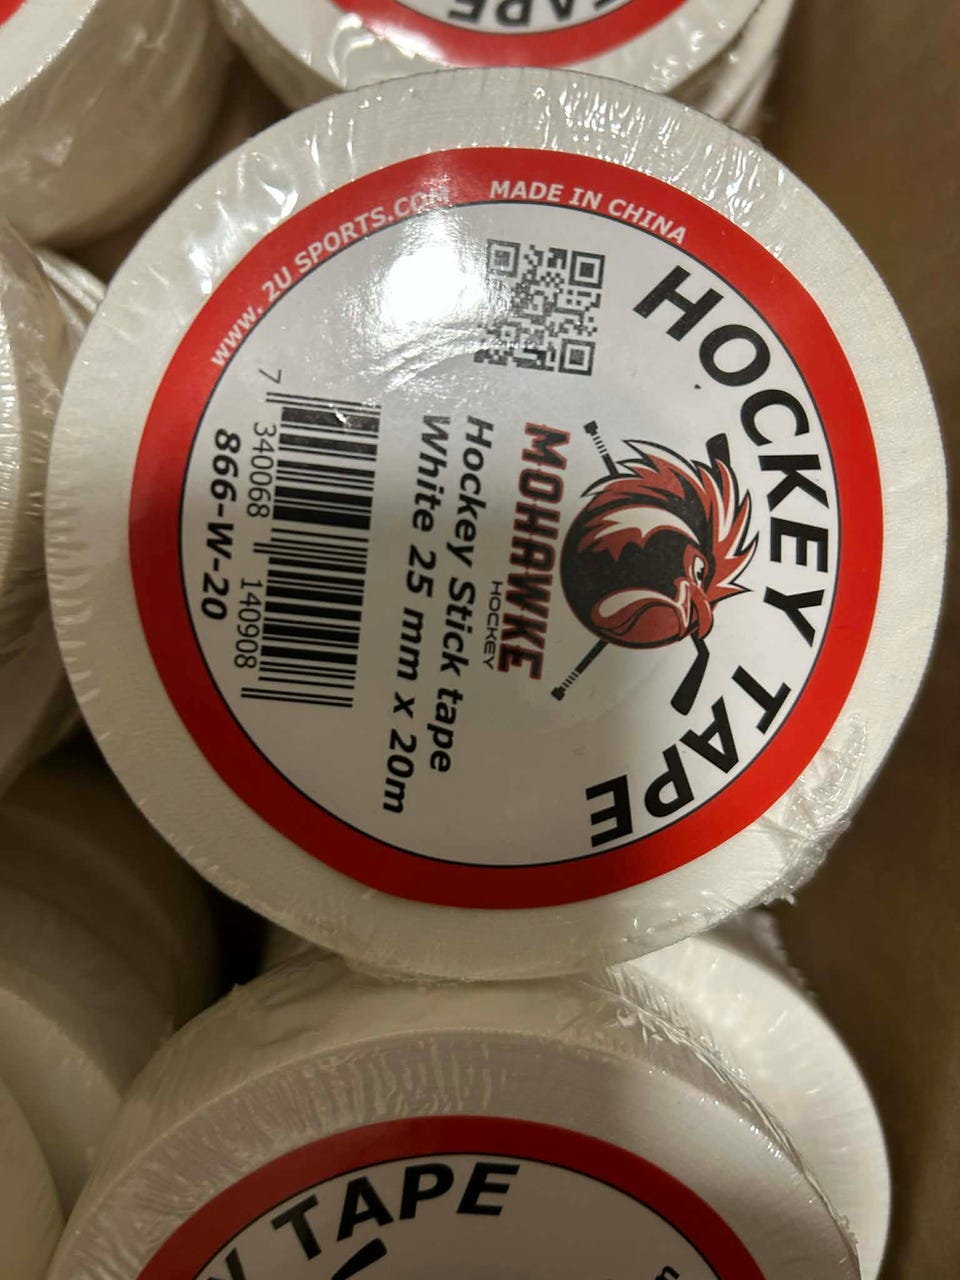 TAPE
www. 2U SPORTS.COM
MADE IN CHINA
HOCKEY TAPE
MOHAWKE
HOCKEY
Hockey Stick tape
White 25 mm x 20m
7 340068 140908
866-W-20
TAPE